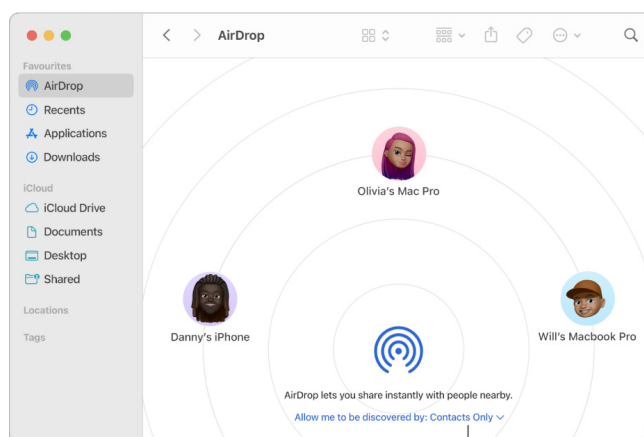 AirDrop
Favourites
AirDrop
Recents
Applications
Downloads
iCloud
iCloud Drive
Documents
Desktop
Shared
Locations
Tags
Olivia's Mac Pro
Danny's iPhone
Will's Macbook Pro
AirDrop lets you share instantly with people nearby.
Allow me to be discovered by: Contacts Only